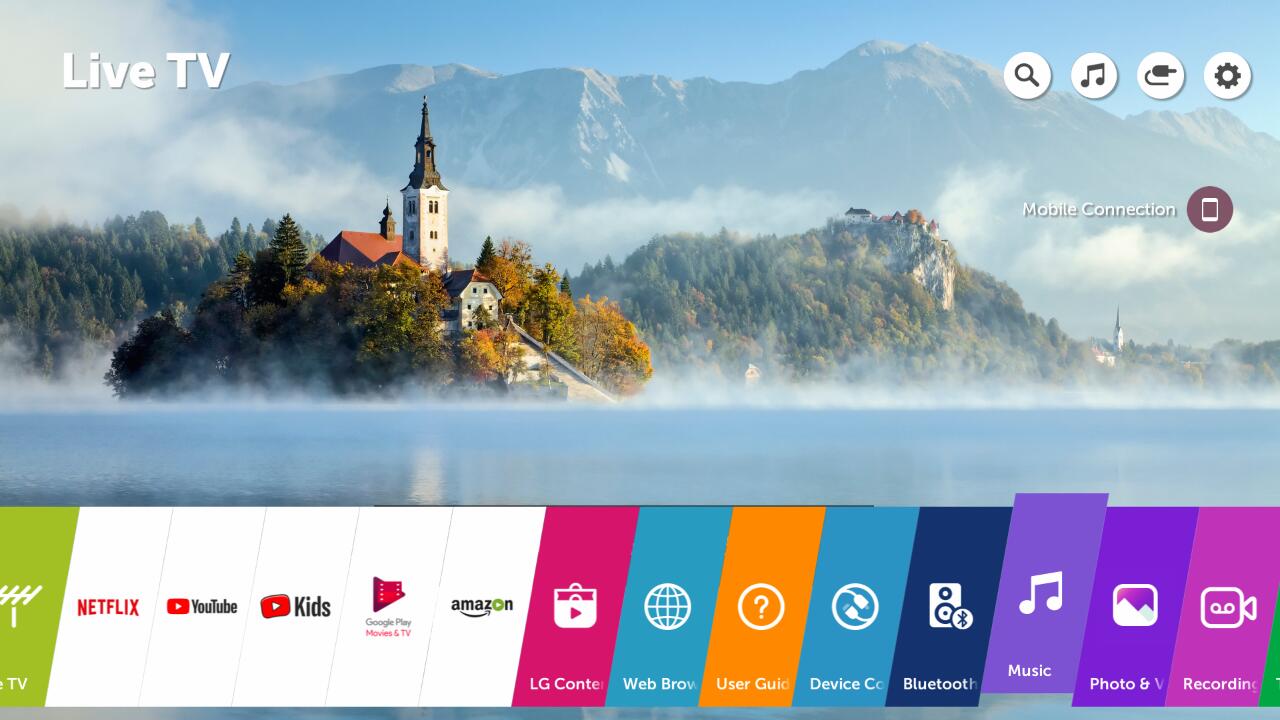 Live TV
Mobile Connection
NETFLIX
YouTube
Kids
Google Play
Movies & TV
amazon
e TV
LG Conte
Web Brow
User Guid
Device Co
Bluetooth
Music
Photo & V
Recording